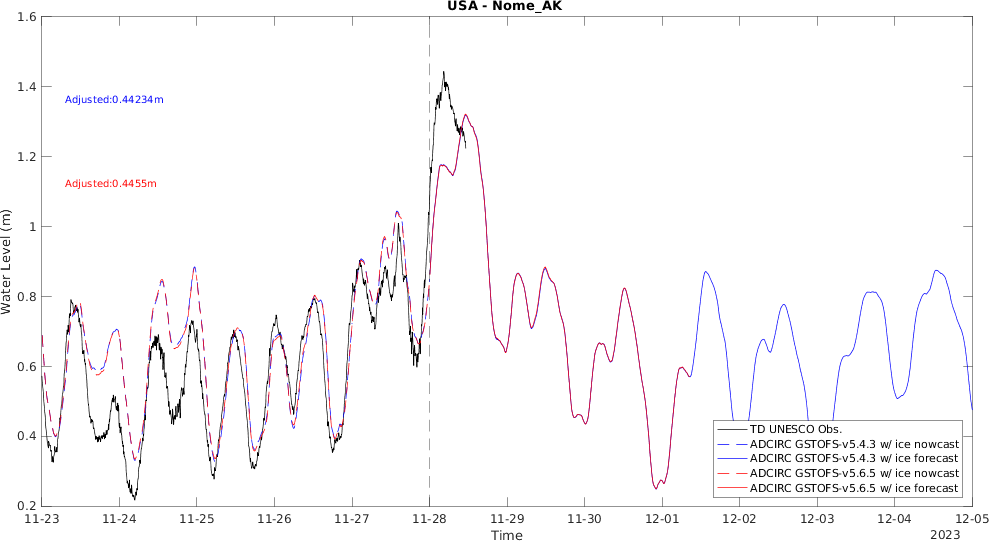 USA - Nome_AK
1.6
1.4
1.2
1
0.8
0.6
0.4
0.2
Water Level (m)
Adjusted:0.44234m
Adjusted:0.4455m
TD UNESCO Obs.
ADCIRC GSTOFS-v5.4.3 w/ ice nowcast
ADCIRC GSTOFS-v5.4.3 w/ ice forecast
ADCIRC GSTOFS-v5.6.5 w/ ice nowcast
ADCIRC GSTOFS-v5.6.5 w/ ice forecast
11-23 11-24 11-25 11-26 11-27 11-28 11-29 11-30 12-01 12-02 12-03 12-04 12-05
Time
2023